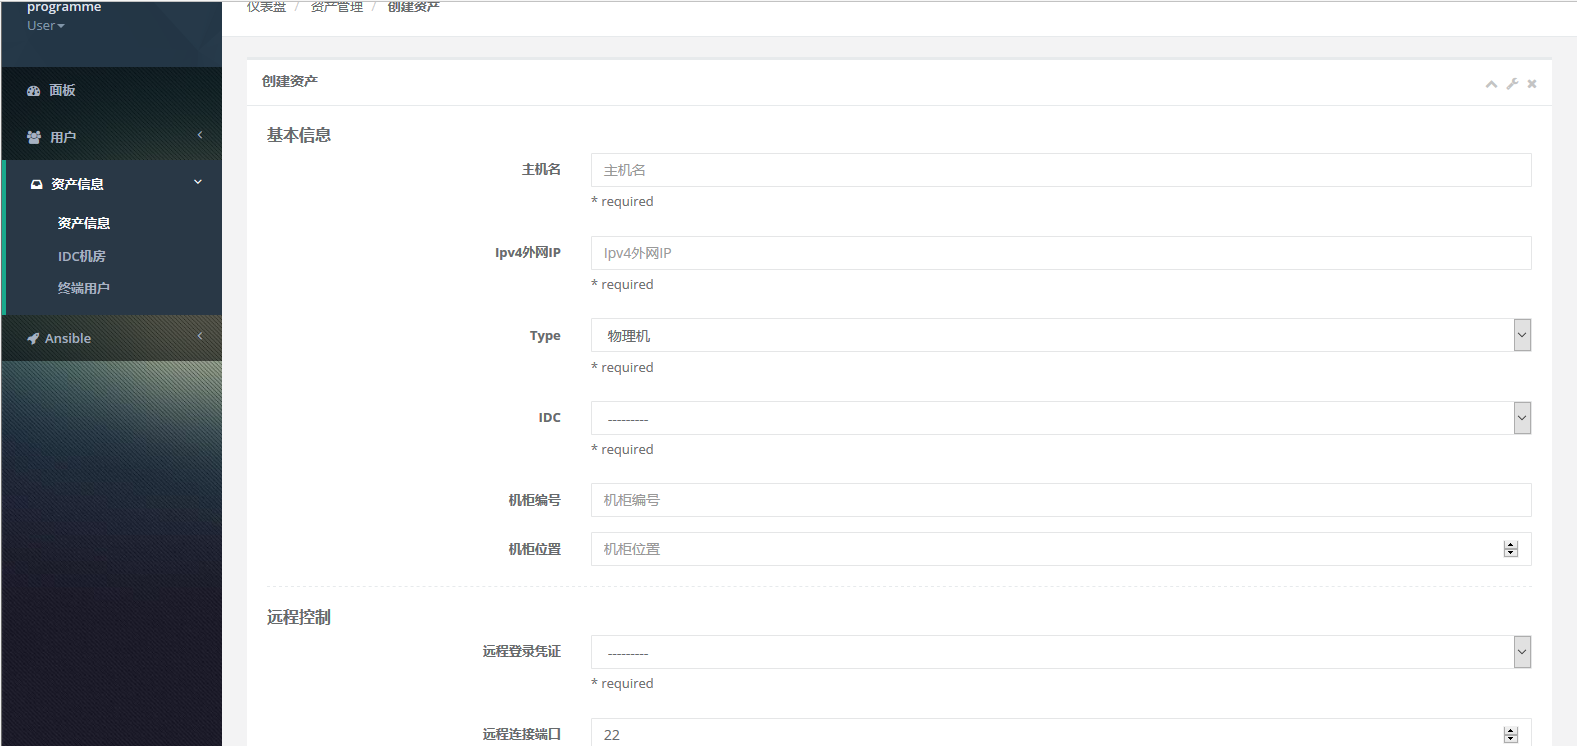 programme
User
面板
用户
资产信息
资产信息
IDC机房
终端用户
Ansible
仪表盘 / 资产管理 / 创建资产
创建资产
基本信息
主机名 主机名
* required
Ipv4外网IP Ipv4外网IP
* required
Type 物理机
* required
IDC ---------
* required
机柜编号 机柜编号
机柜位置 机柜位置
远程控制
远程登录凭证 ---------
* required
远程连接端口 22